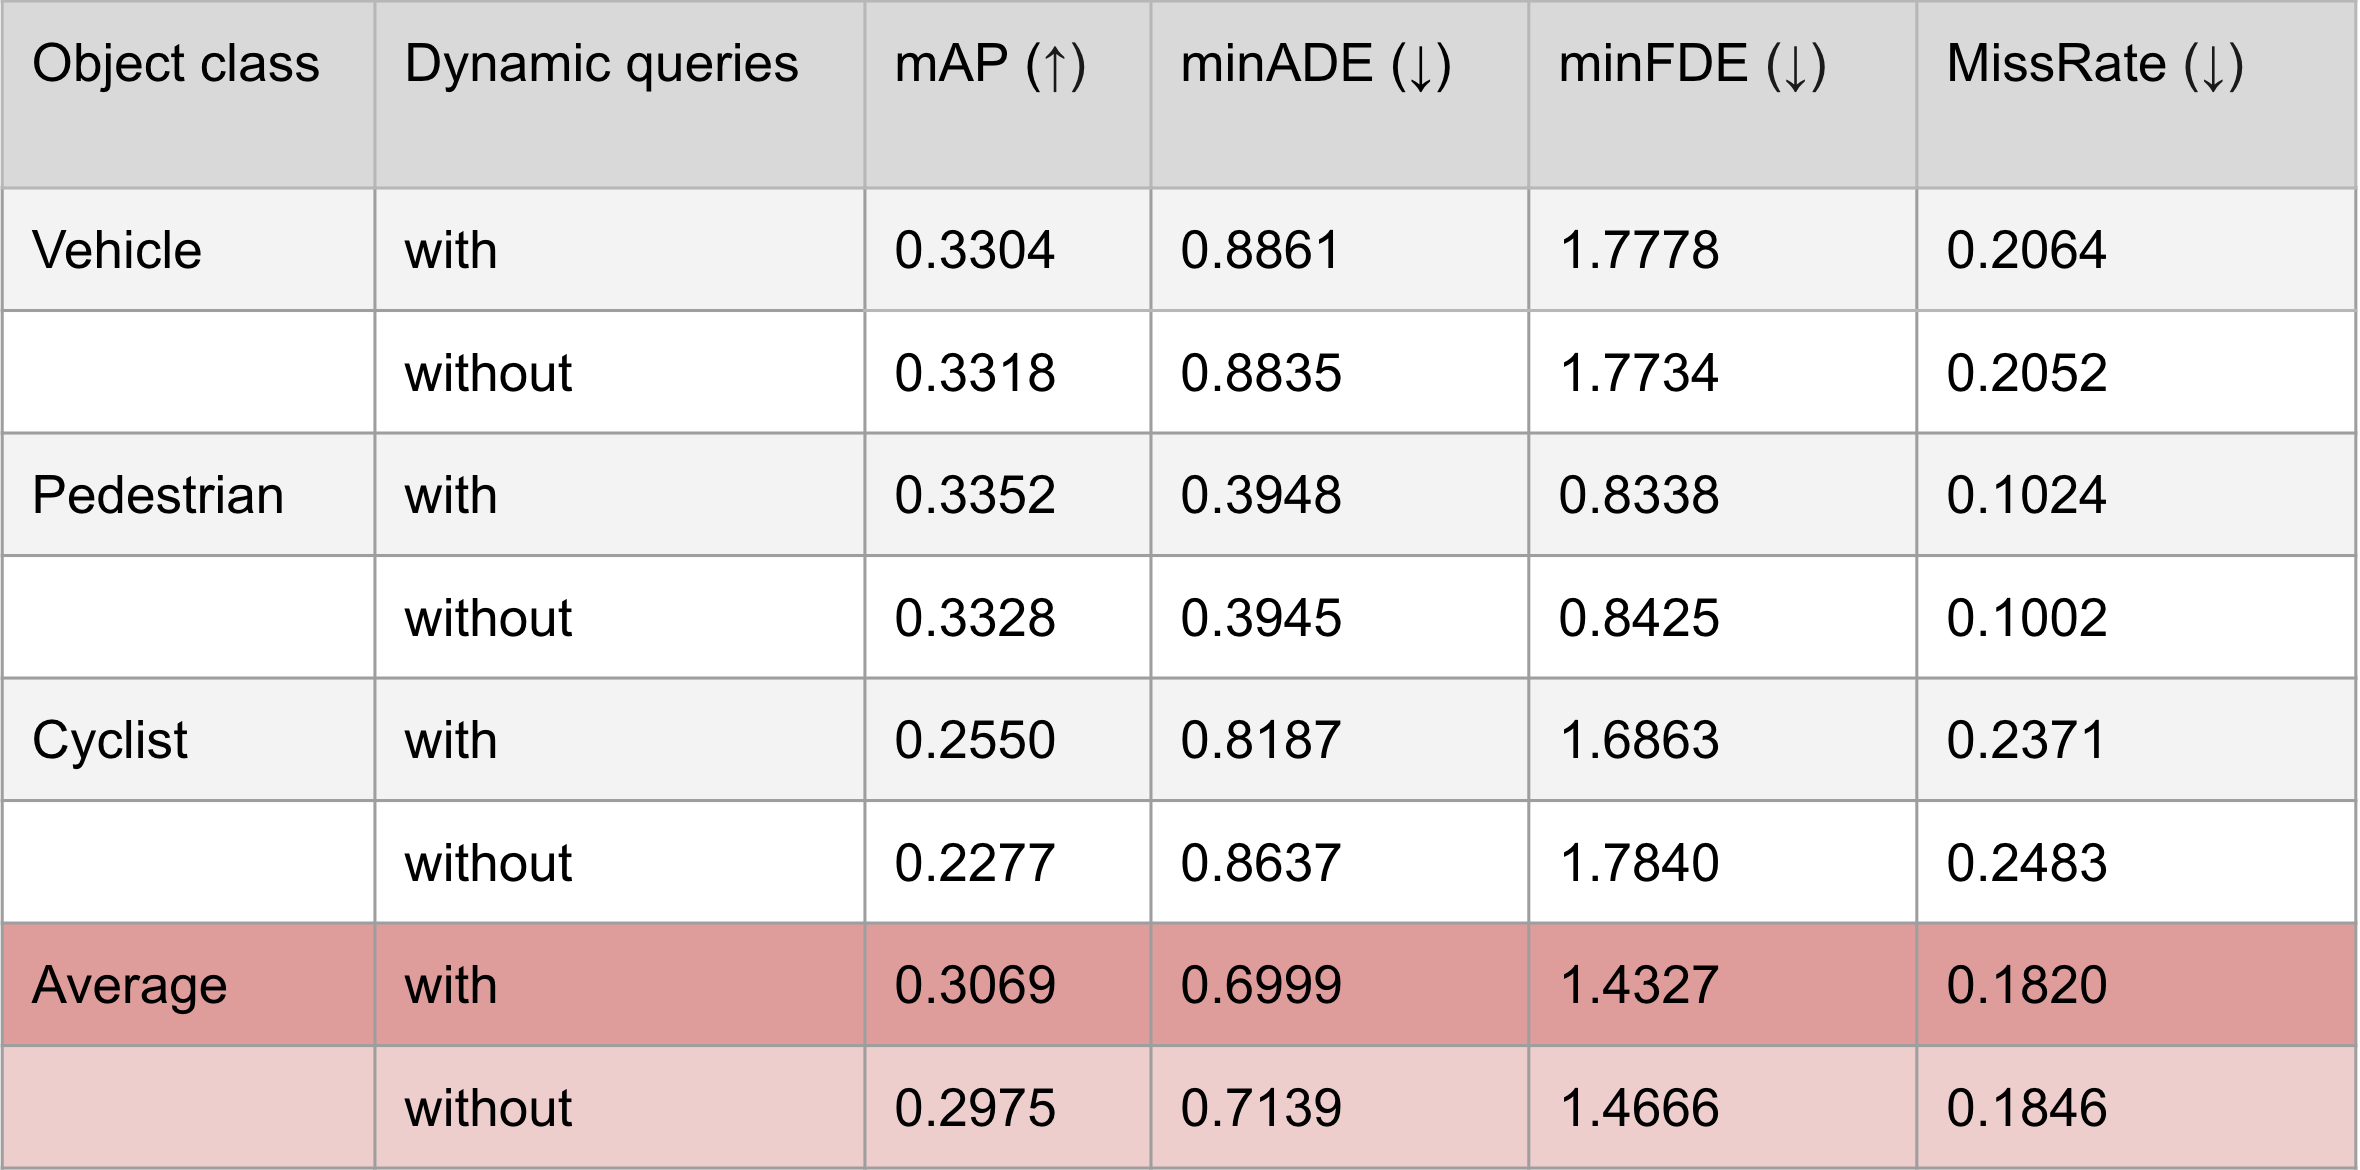 Object class Dynamic queries mAP (↑) minADE (↓) minFDE (↓) MissRate (↓)
Vehicle with 0.3304 0.8861 1.7778 0.2064
without 0.3318 0.8835 1.7734 0.2052
Pedestrian with 0.3352 0.3948 0.8338 0.1024
without 0.3328 0.3945 0.8425 0.1002
Cyclist with 0.2550 0.8187 1.6863 0.2371
without 0.2277 0.8637 1.7840 0.2483
Average with 0.3069 0.6999 1.4327 0.1820
without 0.2975 0.7139 1.4666 0.1846